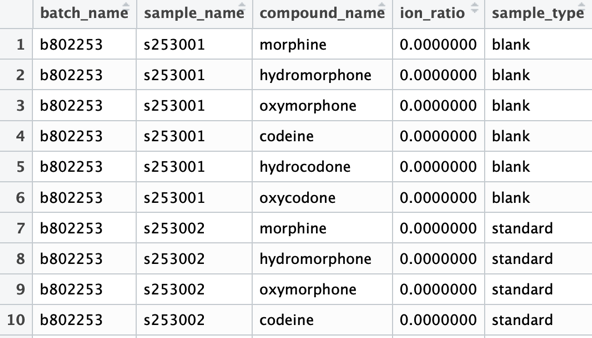 batch_name sample_name compound_name ion_ratio sample_type
1 b802253 s253001 morphine 0.0000000 blank
2 b802253 s253001 hydromorphone 0.0000000 blank
3 b802253 s253001 oxymorphone 0.0000000 blank
4 b802253 s253001 codeine 0.0000000 blank
5 b802253 s253001 hydrocodone 0.0000000 blank
6 b802253 s253001 oxycodone 0.0000000 blank
7 b802253 s253002 morphine 0.0000000 standard
8 b802253 s253002 hydromorphone 0.0000000 standard
9 b802253 s253002 oxymorphone 0.0000000 standard
10 b802253 s253002 codeine 0.0000000 standard